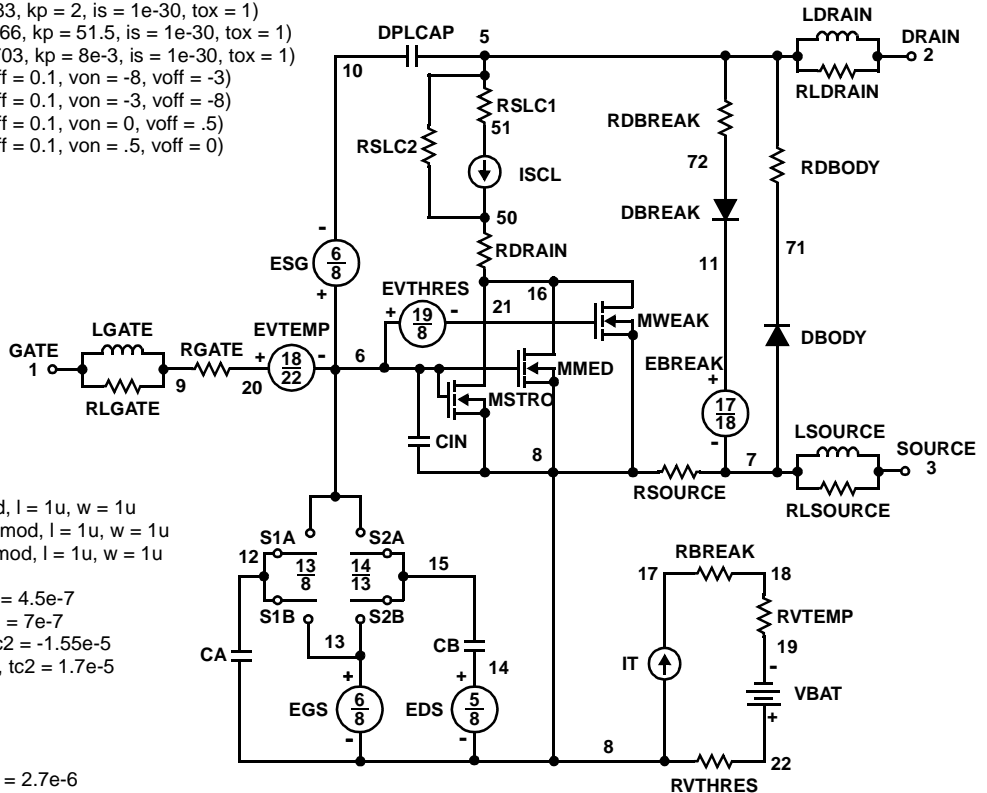 33, kp = 2, is = 1e-30, tox = 1)
66, kp = 51.5, is = 1e-30, tox = 1)
703, kp = 8e-3, is = 1e-30, tox = 1)
ff = 0.1, von = -8, voff = -3)
ff = 0.1, von = -3, voff = -8)
ff = 0.1, von = 0, voff = .5)
ff = 0.1, von = .5, voff = 0)
LDRAIN
DPLCAP 5 DRAIN
10 2
RLDRAIN
RSLC1
51
RSLC2
ISCL
RDBREAK
72
RDBODY
DBREAK
50
RDRAIN
71
11
ESG 6 8
- +
EVTHRES
+ 19 8 -
16
21
MWEAK
LGATE
EVTEMP
GATE
1
RGATE
+ 18 22 -
6
9
20
RLGATE
MMED
MSTRO
EBREAK
+ 17 18 -
DBODY
CIN
8
RSOURCE
7
LSOURCE
SOURCE
3
RLSOURCE
d, l = 1u, w = 1u
mod, l = 1u, w = 1u
mod, l = 1u, w = 1u
= 4.5e-7
= 7e-7
c2 = -1.55e-5
, tc2 = 1.7e-5
= 2.7e-6
S1A S2A
12
13 8
14 13
15
S1B S2B
13
CA
CB
14
+ +
EGS 6 8
EDS 5 8
- -
8
RBREAK
17 18
RVTEMP
19
IT
-
VBAT
+
22
RVTHRES